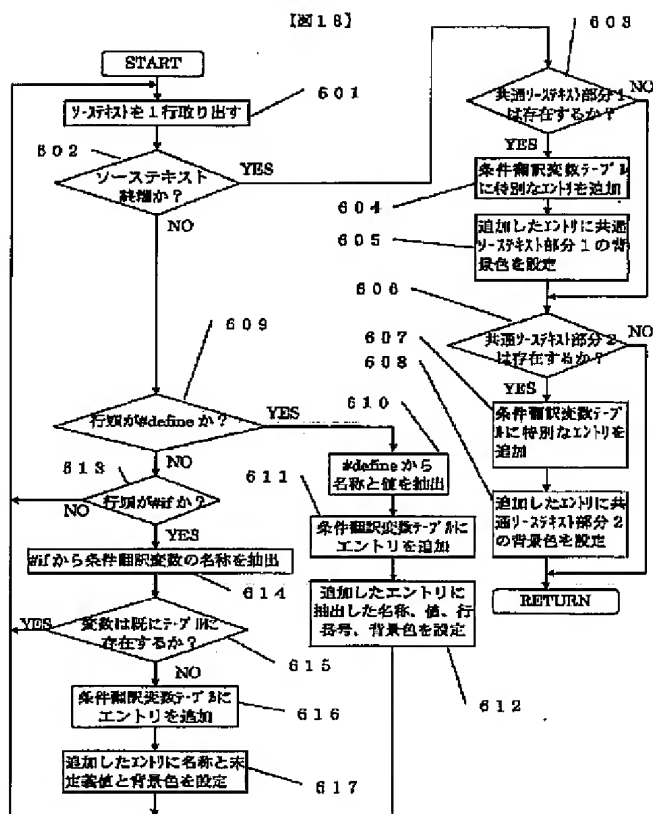 【図18】
START
601
ソーステキストを1行取り出す
602
ソーステキスト
終端か?
YES
NO
603
共通ソーステキスト部分1
は存在するか?
NO
YES
604
条件翻訳変数テーブル
に特別なエントリを追加
605
追加したエントリに共通
ソーステキスト部分1の背
景色を設定
606
共通ソーステキスト部分2
は存在するか?
NO
YES
607
条件翻訳変数テーブ
ルに特別なエントリを
追加
608
追加したエントリに共
通ソーステキスト部分2
の背景色を設定
RETURN
609
行頭が#defineか?
YES
NO
610
#defineから
名称と値を抽出
611
条件翻訳変数テーブルに
エントリを追加
追加したエントリに
抽出した名称、値、行
番号、背景色を設定
612
613
行頭が#ifか?
NO
YES
#ifから条件翻訳変数の名称を抽出
614
変数は既にテーブルに
存在するか?
YES
615
NO
条件翻訳変数テーブルに
エントリを追加
616
追加したエントリに名称と未
定義値と背景色を設定
617